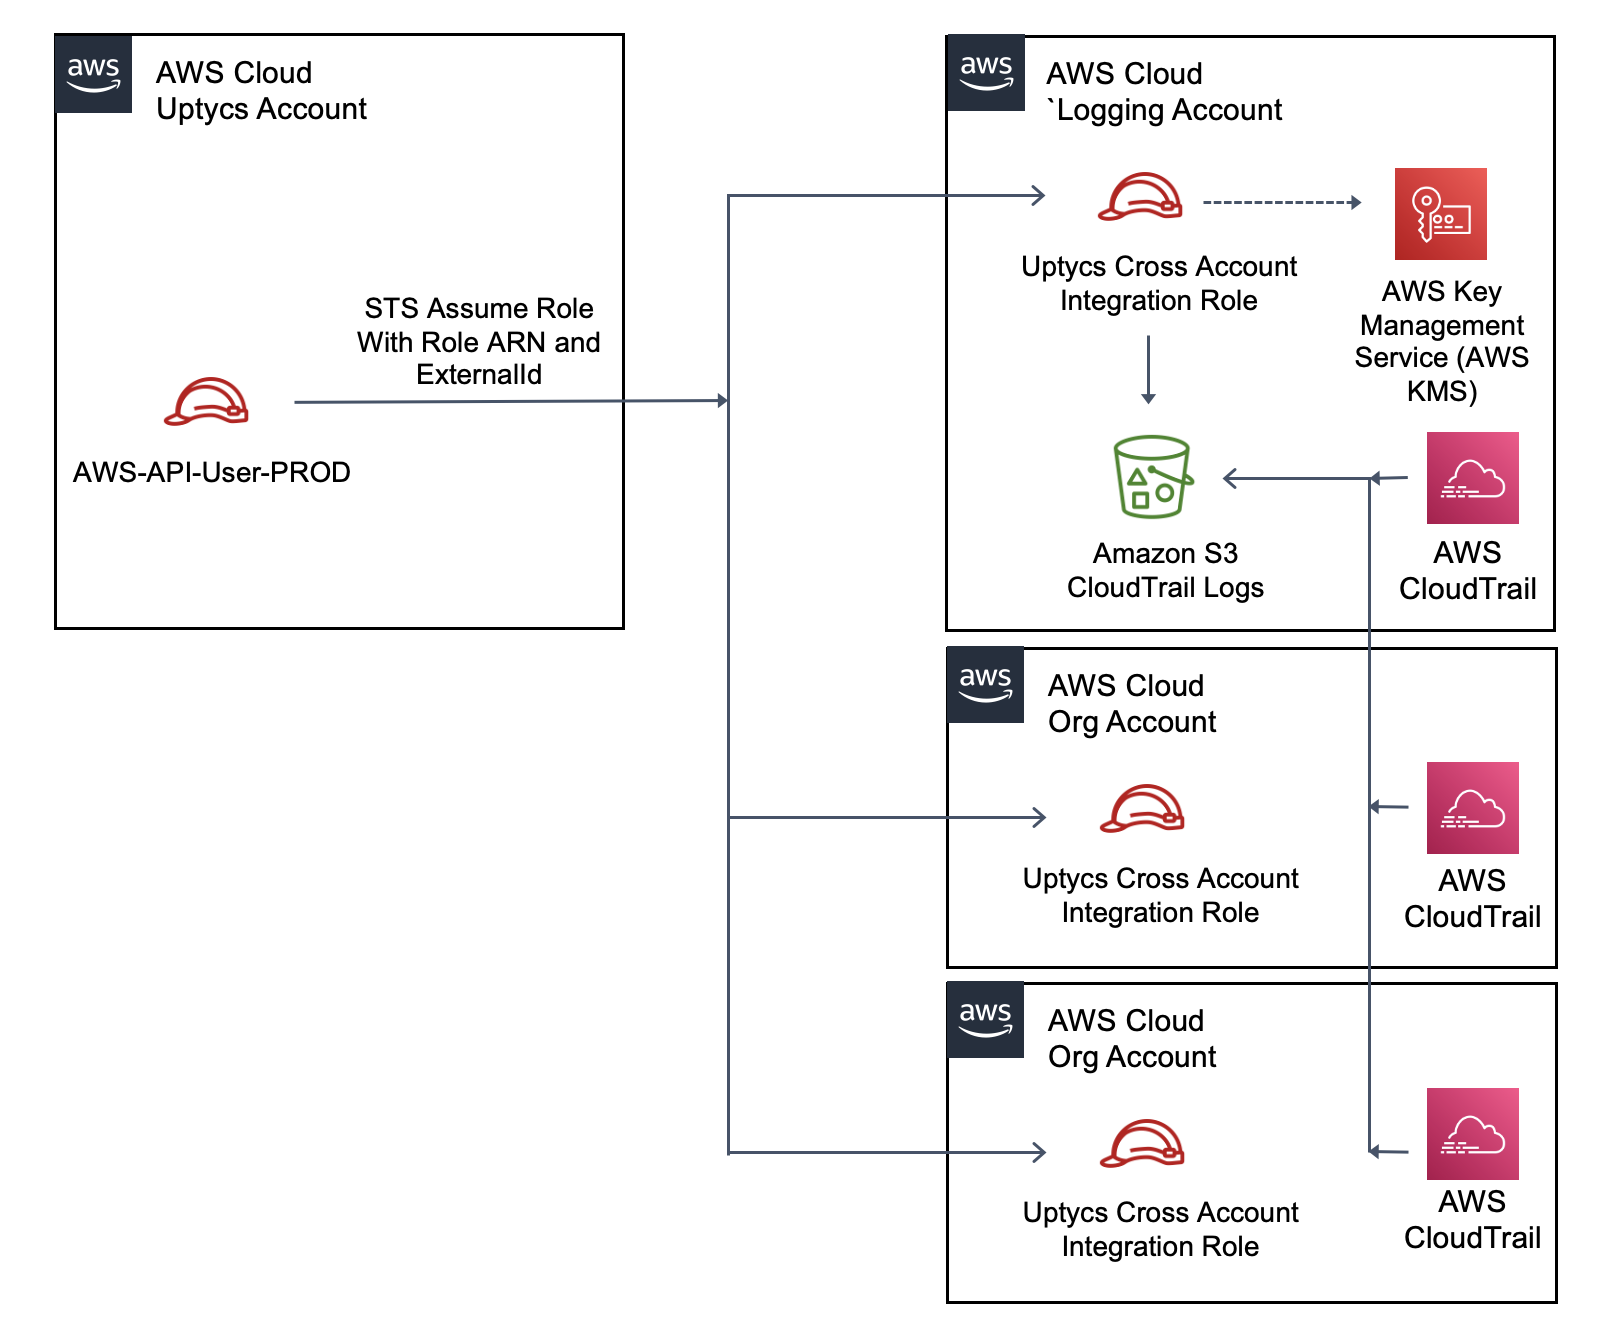 aws
AWS Cloud
Uptycs Account
STS Assume Role
With Role ARN and
ExternalId
AWS-API-User-PROD
aws
AWS Cloud
`Logging Account
Uptycs Cross Account
Integration Role
AWS Key
Management
Service (AWS
KMS)
Amazon S3
CloudTrail Logs
AWS
CloudTrail
aws
AWS Cloud
Org Account
Uptycs Cross Account
Integration Role
AWS
CloudTrail
aws
AWS Cloud
Org Account
Uptycs Cross Account
Integration Role
AWS
CloudTrail